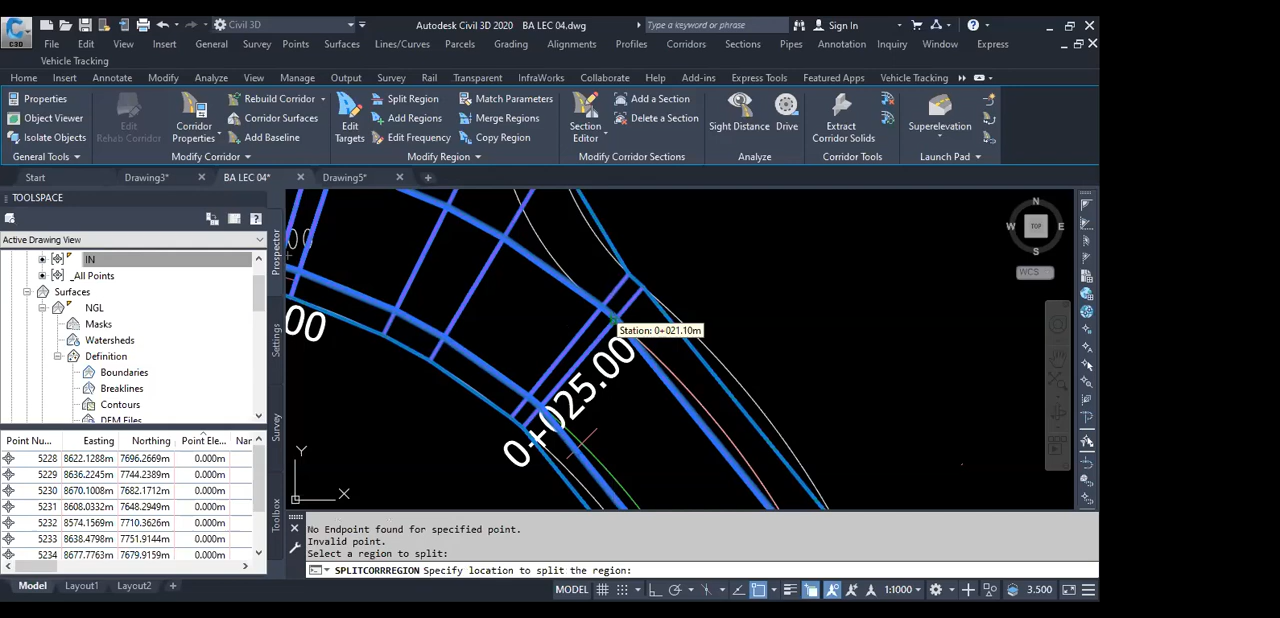 Civil 3D
Autodesk Civil 3D 2020 BA LEC 04.dwg
Type a keyword or phrase
Sign In
C3D
File Edit View Insert General Survey Points Surfaces Lines/Curves Parcels Grading Alignments Profiles Corridors Sections Pipes Annotation Inquiry Window Express
Vehicle Tracking
Home Insert Annotate Modify Analyze View Manage Output Survey Rail Transparent InfraWorks Collaborate Help Add-ins Express Tools Featured Apps Vehicle Tracking
Properties
Object Viewer
Isolate Objects
General Tools
Edit Rehab Corridor
Corridor Properties
Rebuild Corridor
Corridor Surfaces
Add Baseline
Modify Corridor
Edit Targets
Split Region
Add Regions
Edit Frequency
Match Parameters
Merge Regions
Copy Region
Modify Region
Section Editor
Add a Section
Delete a Section
Modify Corridor Sections
Sight Distance
Drive
Analyze
Extract Corridor Solids
Corridor Tools
Superelevation
Launch Pad
Start Drawing3* BA LEC 04* Drawing5*
TOOLSPACE
Active Drawing View
IN
_All Points
Surfaces
NGL
Masks
Watersheds
Definition
Boundaries
Breaklines
Contours
DEM Files
Prospector
Settings
Survey
Toolbox
Point Nu... Easting Northing Point Ele... Nar
5228 8622.1288m 7696.2669m 0.000m
5229 8636.2245m 7744.2389m 0.000m
5230 8670.1008m 7682.1712m 0.000m
5231 8608.0332m 7648.2949m 0.000m
5232 8574.1569m 7710.3626m 0.000m
5233 8638.0129m 7751.9144m 0.000m
5234 8677.7763m 7679.9159m 0.000m
00
00
0+025.00
Station: 0+021.10m
N
W TOP E
S
WCS
Y
X
No Endpoint found for specified point.
Invalid point.
Select a region to split:
SPLITCORRREGION Specify location to split the region:
Model Layout1 Layout2
MODEL
1:1000
3.500